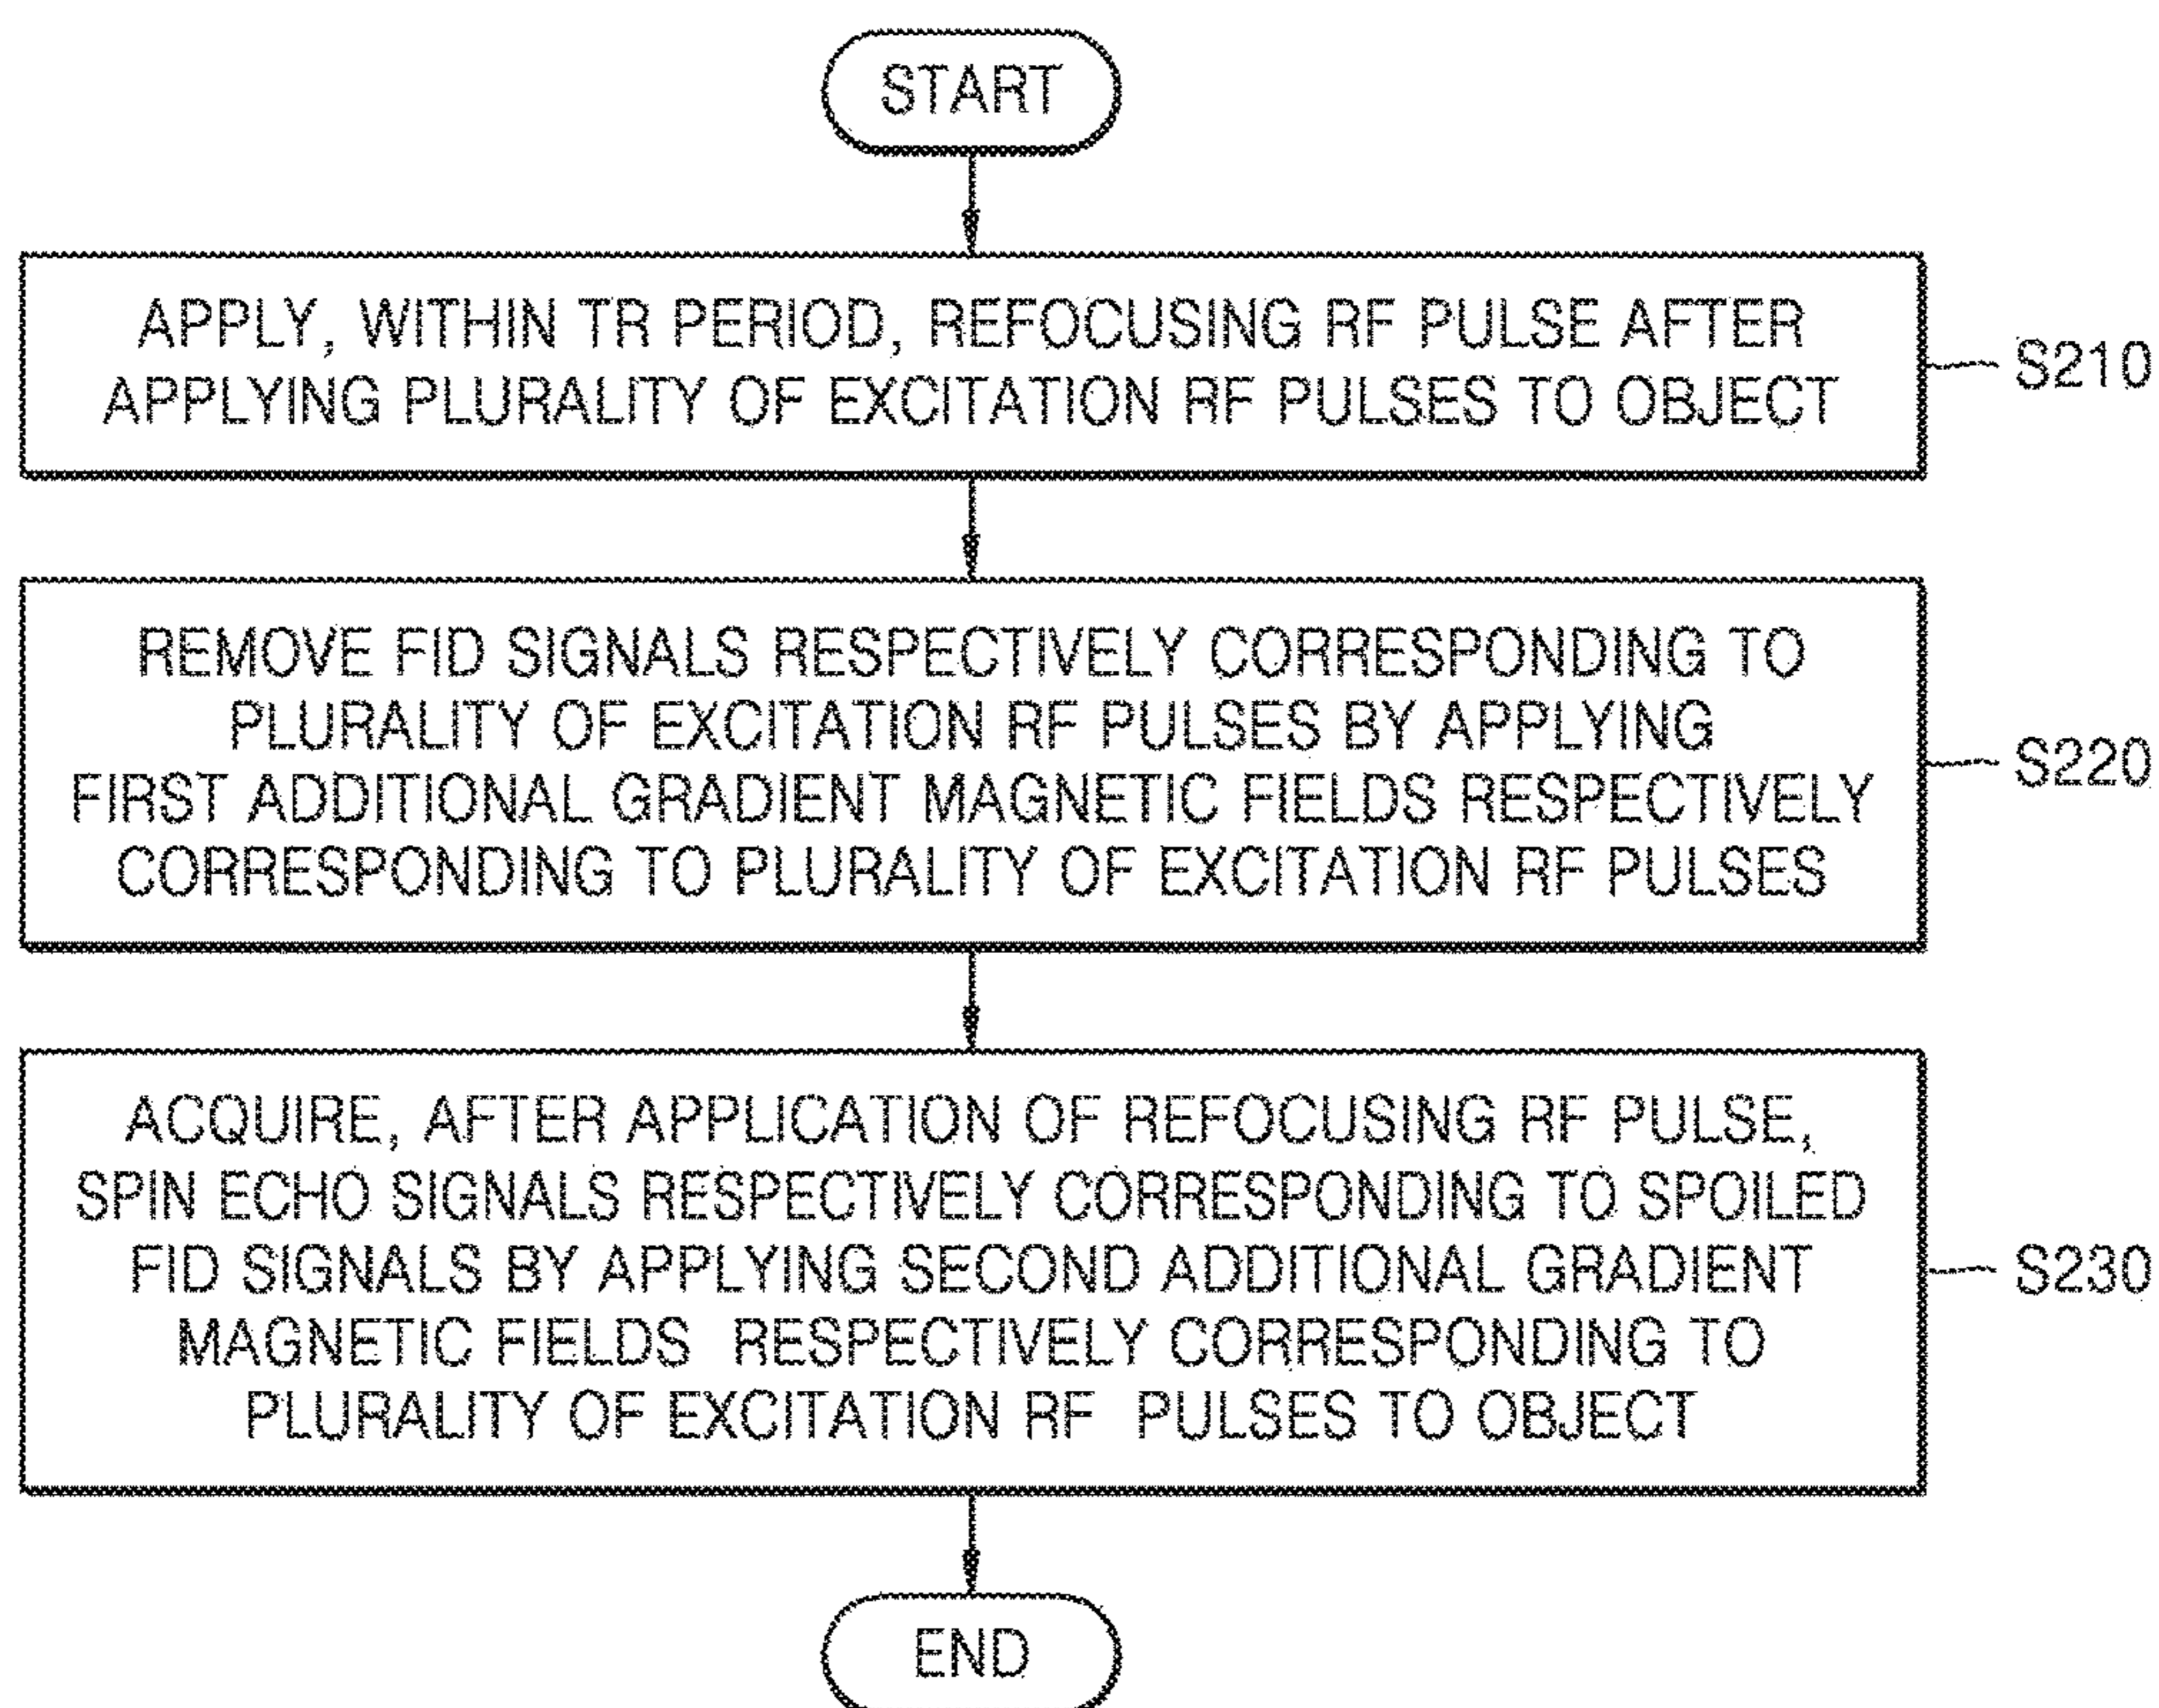 START
APPLY, WITHIN TR PERIOD, REFOCUSING RF PULSE AFTER
APPLYING PLURALITY OF EXCITATION RF PULSES TO OBJECT
S210
REMOVE FID SIGNALS RESPECTIVELY CORRESPONDING TO
PLURALITY OF EXCITATION RF PULSES BY APPLYING
FIRST ADDITIONAL GRADIENT MAGNETIC FIELDS RESPECTIVELY
CORRESPONDING TO PLURALITY OF EXCITATION RF PULSES
S220
ACQUIRE, AFTER APPLICATION OF REFOCUSING RF PULSE,
SPIN ECHO SIGNALS RESPECTIVELY CORRESPONDING TO SPOILED
FID SIGNALS BY APPLYING SECOND ADDITIONAL GRADIENT
MAGNETIC FIELDS RESPECTIVELY CORRESPONDING TO
PLURALITY OF EXCITATION RF PULSES TO OBJECT
S230
END